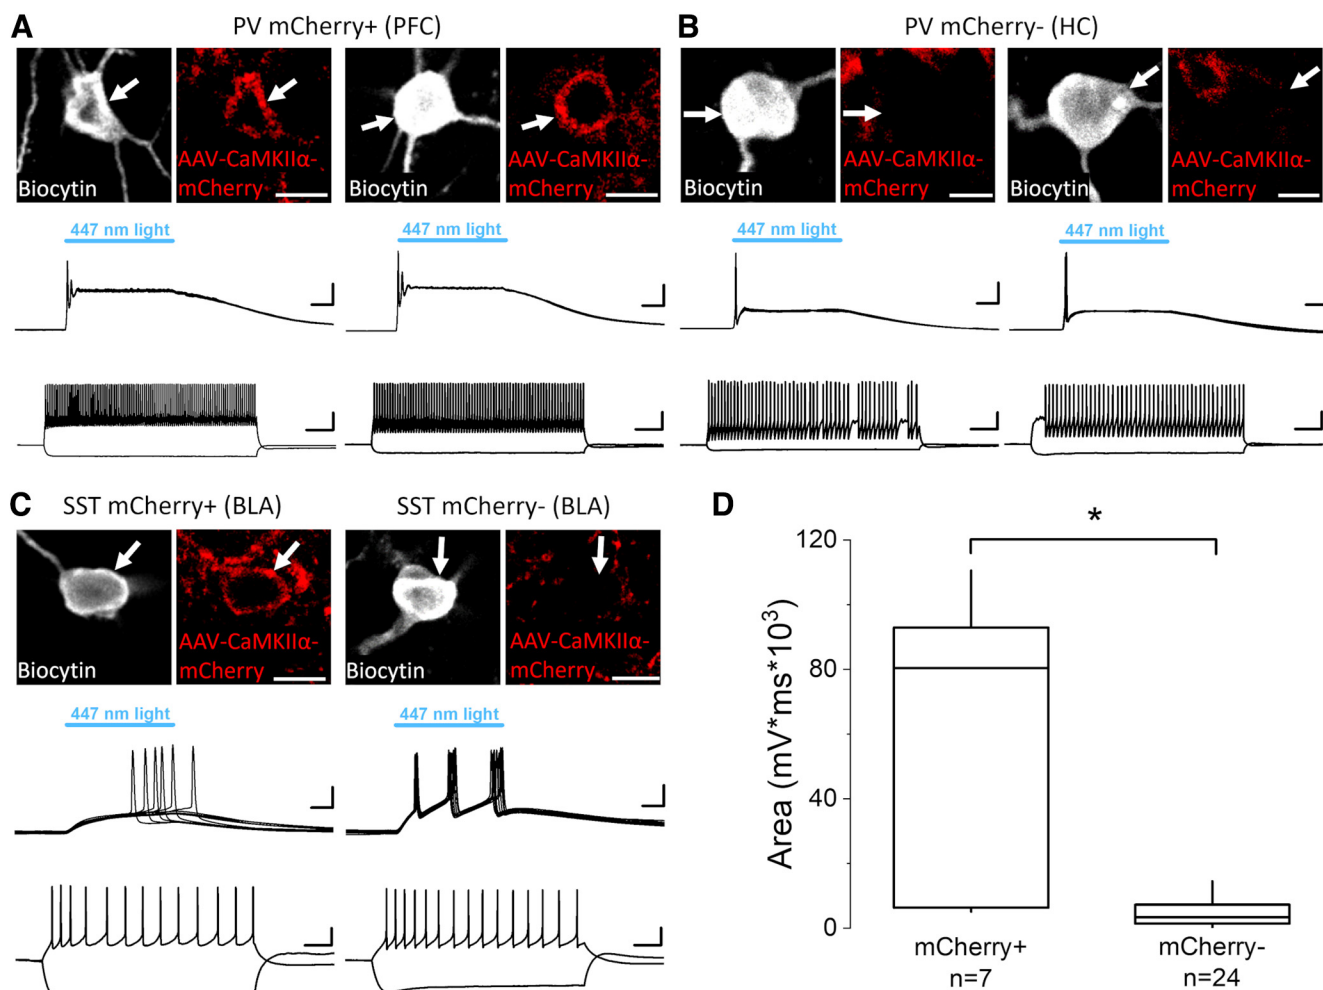 A PV mCherry+ (PFC)
B PV mCherry- (HC)
Biocytin
AAV-CaMKIIα-
mCherry
Biocytin
AAV-CaMKIIα-
mCherry
Biocytin
AAV-CaMKIIα-
mCherry
Biocytin
AAV-CaMKIIα-
mCherry
447 nm light
447 nm light
447 nm light
447 nm light
C SST mCherry+ (BLA)
SST mCherry- (BLA)
Biocytin
AAV-CaMKIIα-
mCherry
Biocytin
AAV-CaMKIIα-
mCherry
447 nm light
447 nm light
D
*
Area (mV*ms*10³)
120
80
40
0
mCherry+
n=7
mCherry-
n=24